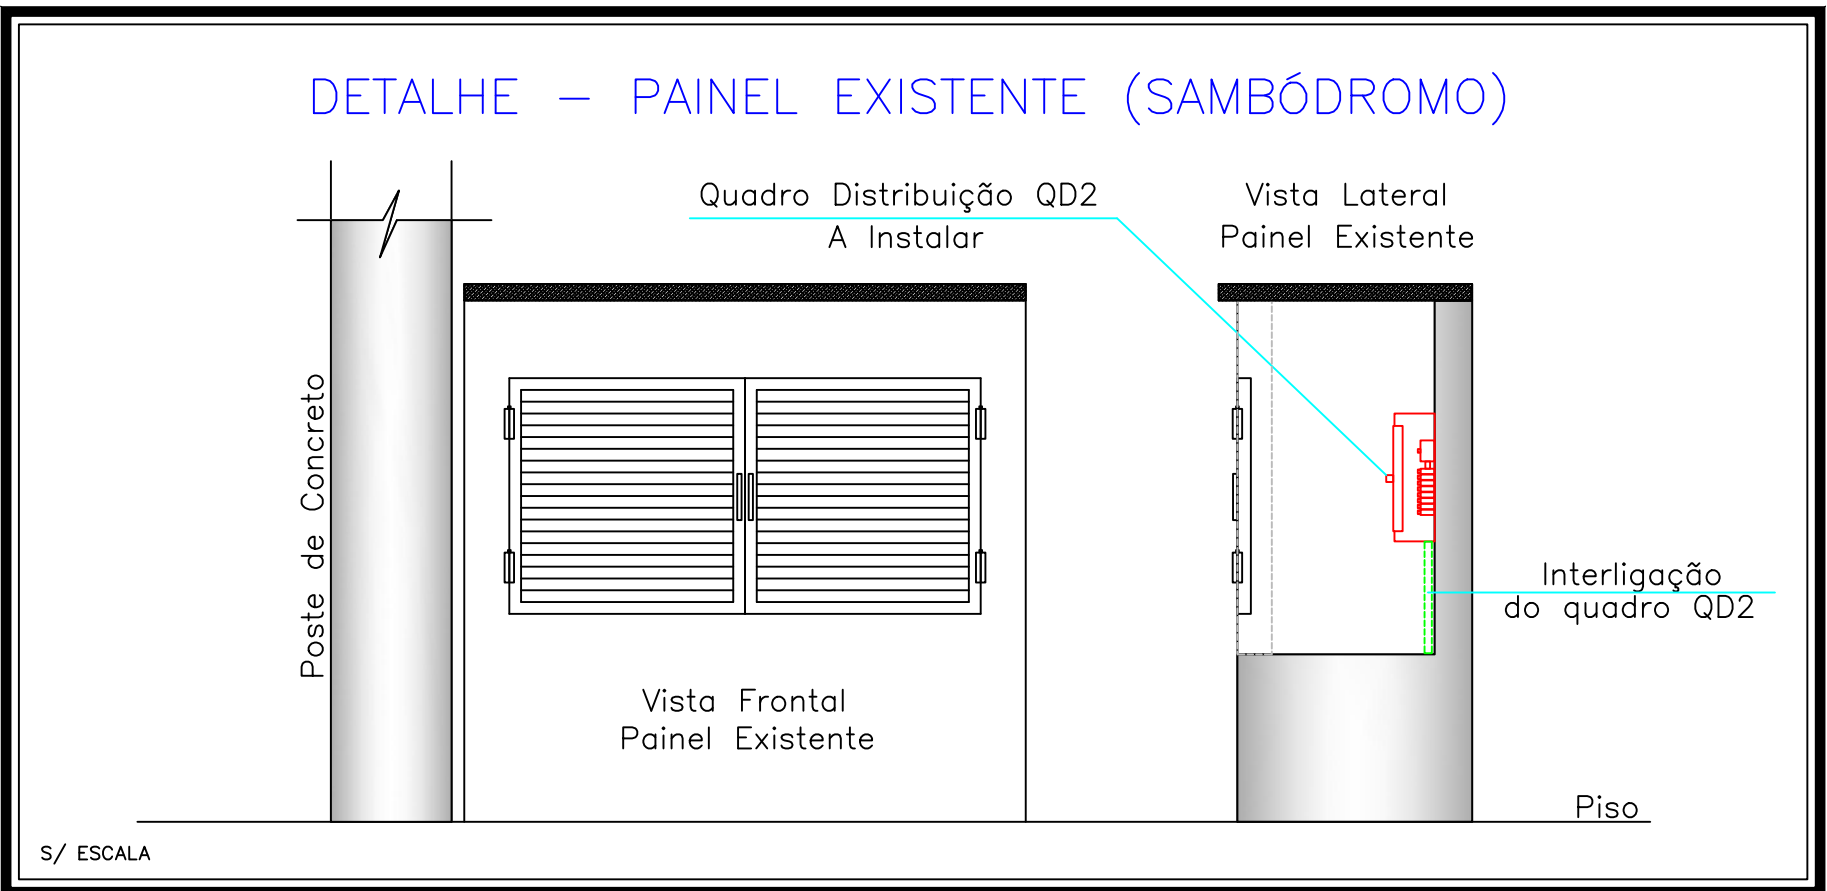 DETALHE - PAINEL EXISTENTE (SAMBÓDROMO)
Quadro Distribuição QD2
A Instalar
Vista Lateral
Painel Existente
Poste de Concreto
Interligação
do quadro QD2
Vista Frontal
Painel Existente
Piso
S/ ESCALA